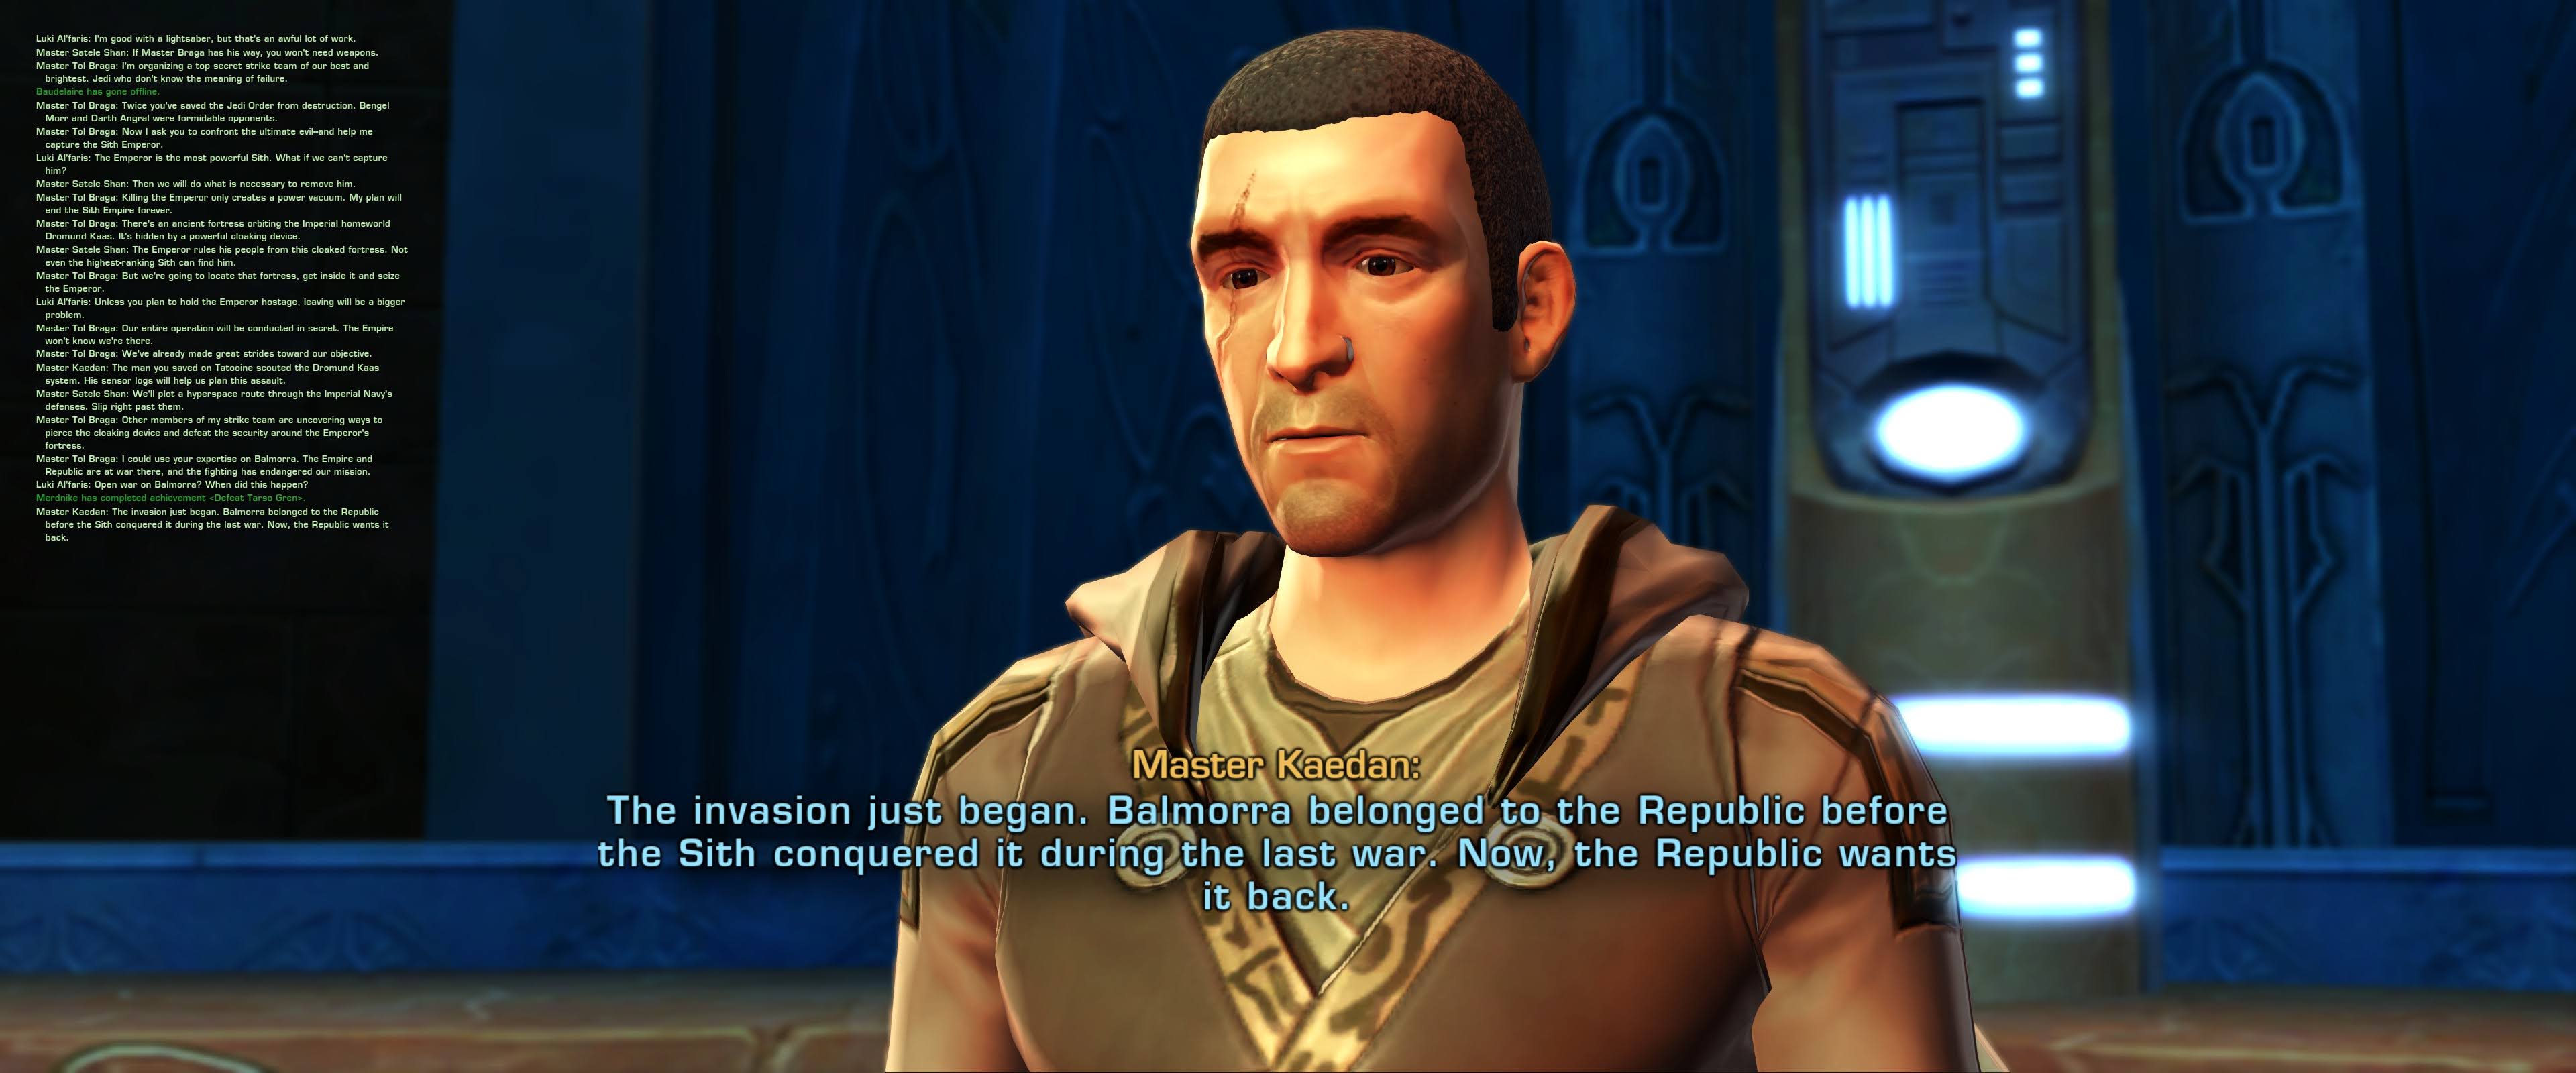 Luki Al'faris: I'm good with a lightsaber, but that's an awful lot of work.
Master Satele Shan: If Master Braga has his way, you won't need weapons.
Master Tol Braga: I'm organizing a top secret strike team of our best and
brightest. Jedi who don't know the meaning of failure.
Baudelaire has gone offline.
Master Tol Braga: Twice you've saved the Jedi Order from destruction. Bengel
Morr and Darth Angral were formidable opponents.
Master Tol Braga: Now I ask you to confront the ultimate evil—and help me
capture the Sith Emperor.
Luki Al'faris: The Emperor is the most powerful Sith. What if we can't capture
him?
Master Satele Shan: Then we will do what is necessary to remove him.
Master Tol Braga: Killing the Emperor only creates a power vacuum. My plan will
end the Sith Empire forever.
Master Tol Braga: There's an ancient fortress orbiting the Imperial homeworld
Dromund Kaas. It's hidden by a powerful cloaking device.
Master Satele Shan: The Emperor rules his people from this cloaked fortress. Not
even the highest-ranking Sith can find him.
Master Tol Braga: But we're going to locate that fortress, get inside it and seize
the Emperor.
Luki Al'faris: Unless you plan to hold the Emperor hostage, leaving will be a bigger
problem.
Master Tol Braga: Our entire operation will be conducted in secret. The Empire
won't know we're there.
Master Tol Braga: We've already made great strides toward our objective.
Master Kaedan: The man you saved on Tatooine scouted the Dromund Kaas
system. His sensor logs will help us plan this assault.
Master Satele Shan: We'll plot a hyperspace route through the Imperial Navy's
defenses. Slip right past them.
Master Tol Braga: Other members of my strike team are uncovering ways to
pierce the cloaking device and defeat the security around the Emperor's
fortress.
Master Tol Braga: I could use your expertise on Balmorra. The Empire and
Republic are at war there, and the fighting has endangered our mission.
Luki Al'faris: Open war on Balmorra? When did this happen?
Merdnike has completed achievement <Defeat Tarso Gren>.
Master Kaedan: The invasion just began. Balmorra belonged to the Republic
before the Sith conquered it during the last war. Now, the Republic wants it
back.
Master Kaedan:
The invasion just began. Balmorra belonged to the Republic before
the Sith conquered it during the last war. Now, the Republic wants
it back.